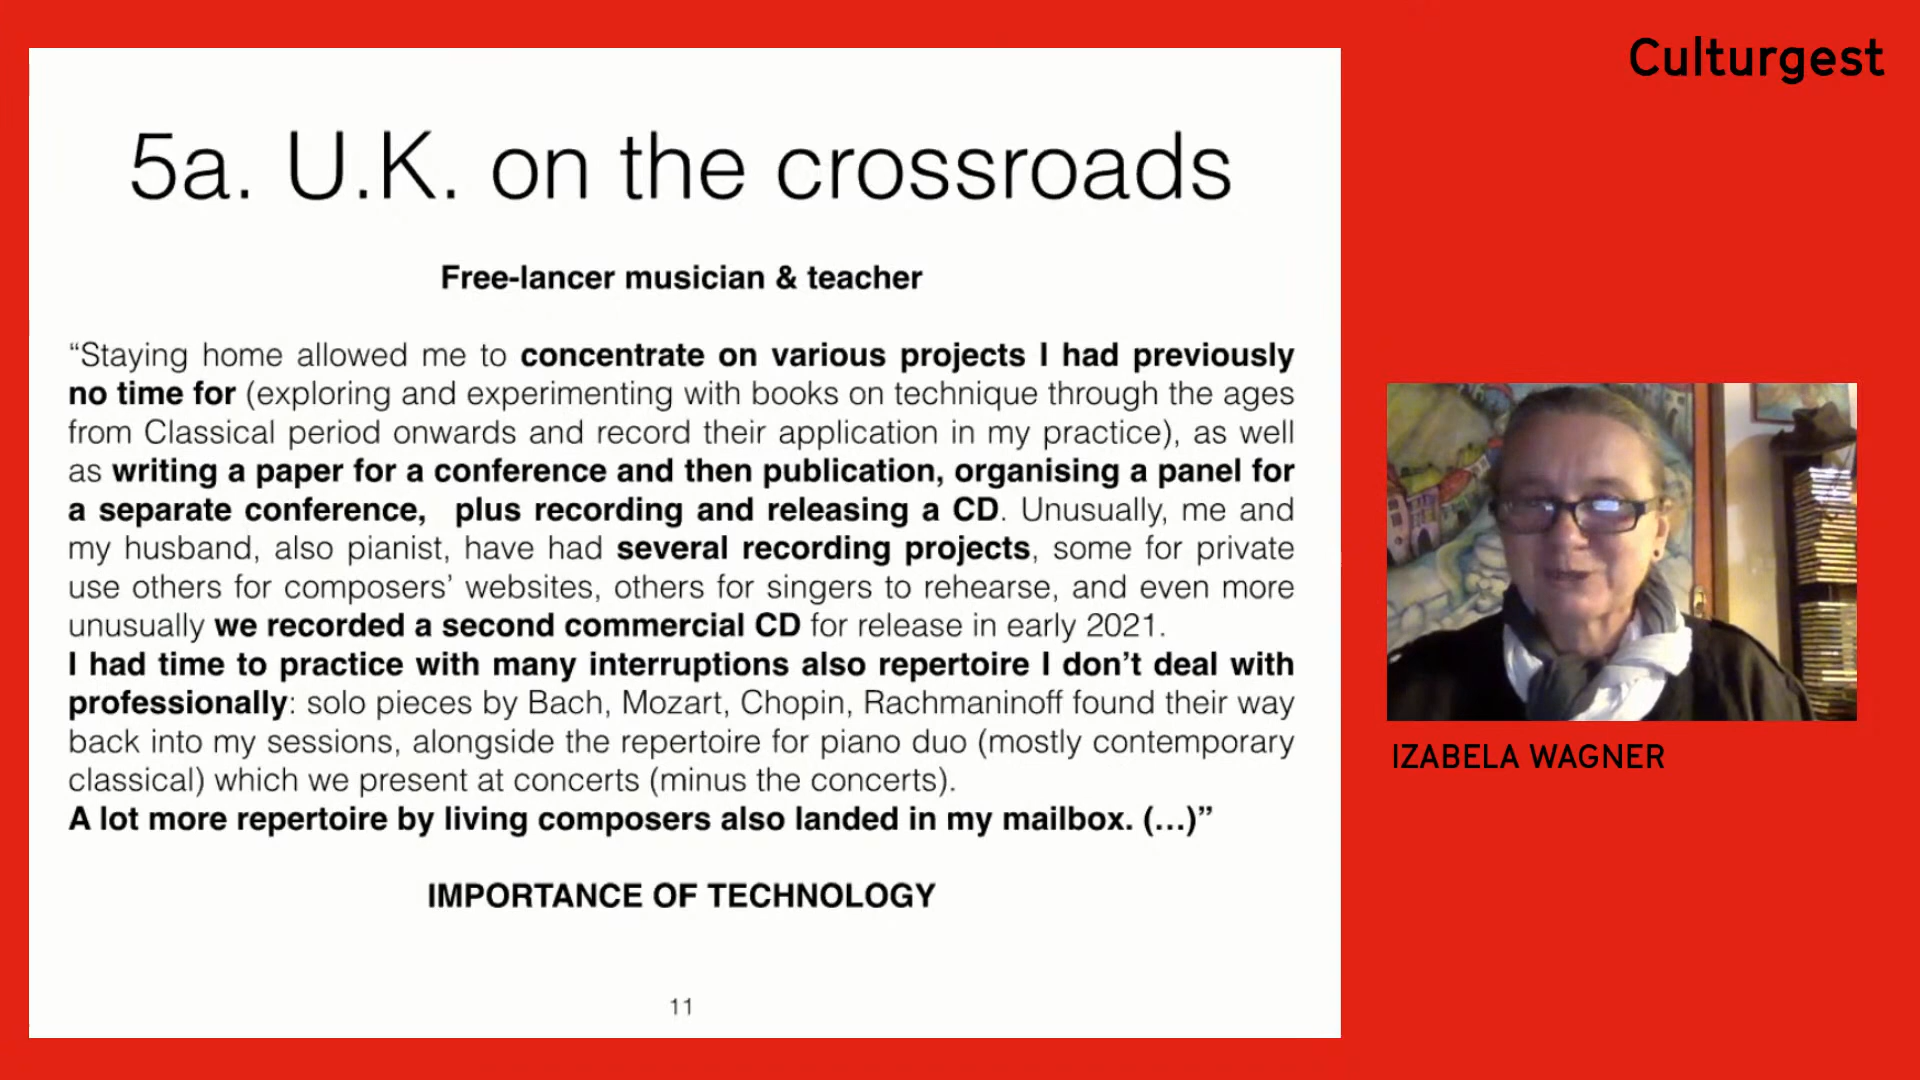 Culturgest
5a. U.K. on the crossroads
Free-lancer musician & teacher
“Staying home allowed me to concentrate on various projects I had previously
no time for (exploring and experimenting with books on technique through the ages
from Classical period onwards and record their application in my practice), as well
as writing a paper for a conference and then publication, organising a panel for
a separate conference, plus recording and releasing a CD. Unusually, me and
my husband, also pianist, have had several recording projects, some for private
use others for composers’ websites, others for singers to rehearse, and even more
unusually we recorded a second commercial CD for release in early 2021.
I had time to practice with many interruptions also repertoire I don’t deal with
professionally: solo pieces by Bach, Mozart, Chopin, Rachmaninoff found their way
back into my sessions, alongside the repertoire for piano duo (mostly contemporary
classical) which we present at concerts (minus the concerts).
A lot more repertoire by living composers also landed in my mailbox. (…)”
IMPORTANCE OF TECHNOLOGY
11
IZABELA WAGNER